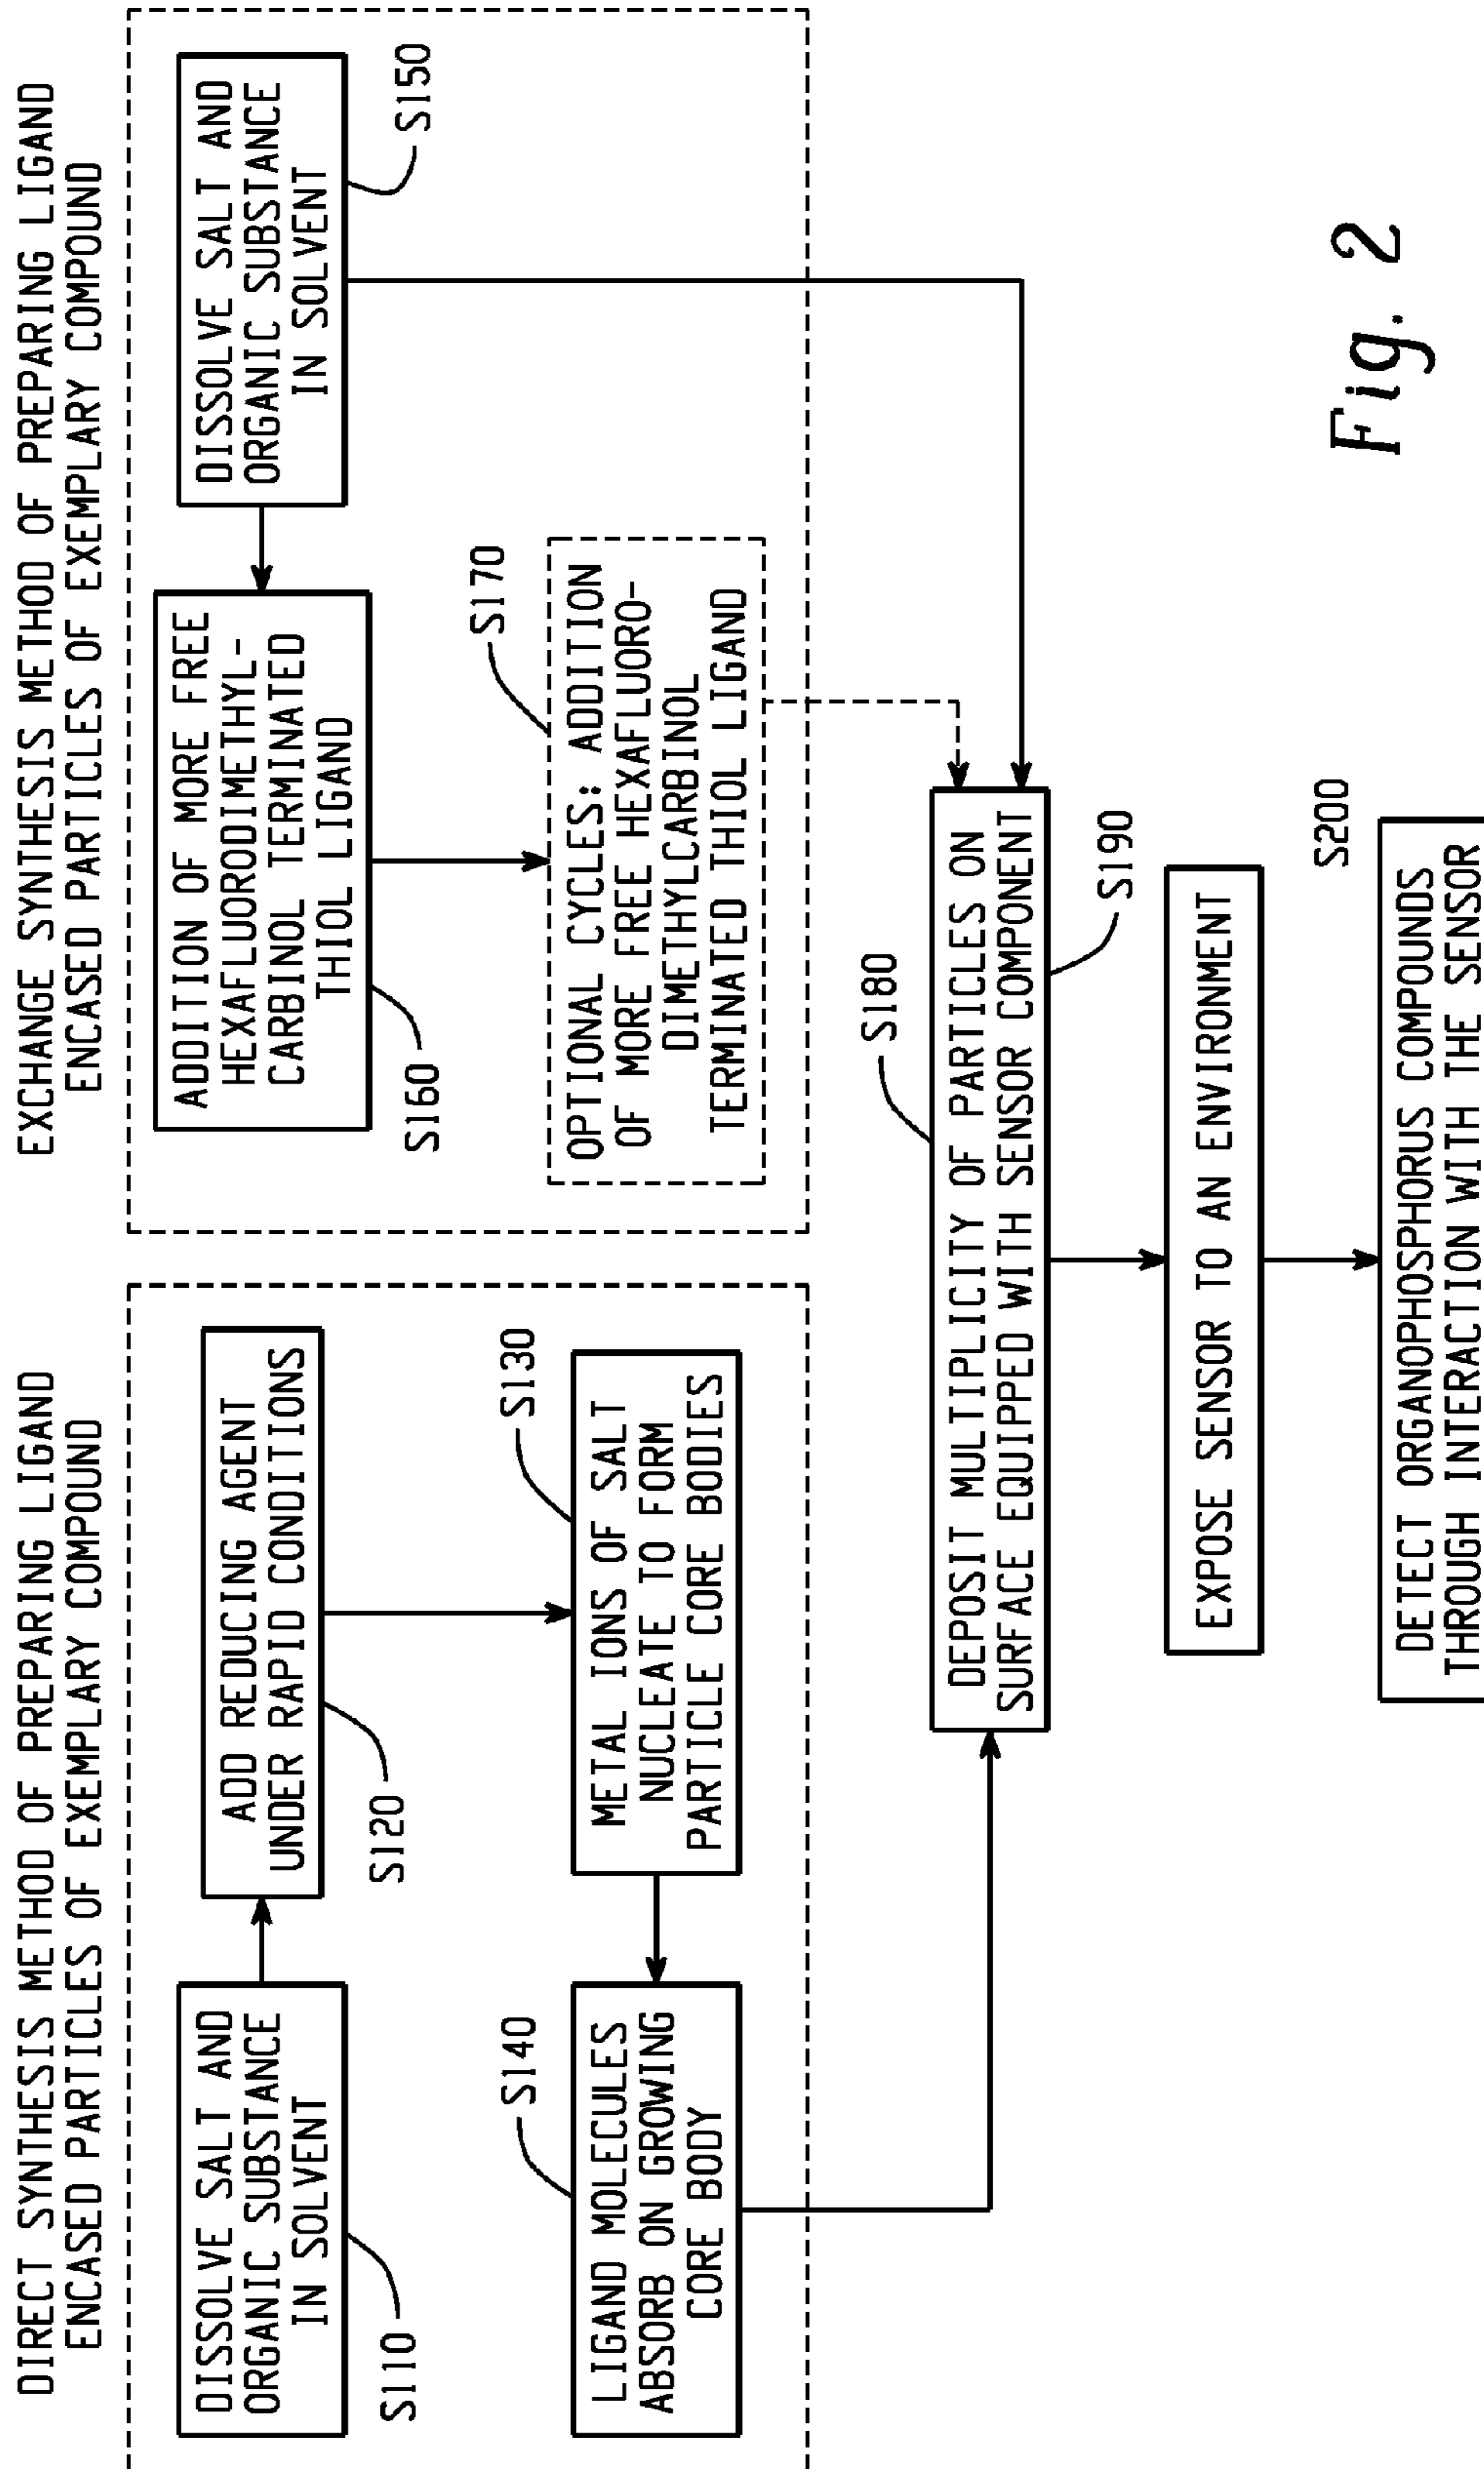 DIRECT SYNTHESIS METHOD OF PREPARING LIGAND
ENCASED PARTICLES OF EXEMPLARY COMPOUND
DISSOLVE SALT AND
ORGANIC SUBSTANCE
IN SOLVENT
S110
ADD REDUCING AGENT
UNDER RAPID CONDITIONS
S120
S130
METAL IONS OF SALT
NUCLEATE TO FORM
PARTICLE CORE BODIES
S140
LIGAND MOLECULES
ABSORB ON GROWING
CORE BODY
EXCHANGE SYNTHESIS METHOD OF PREPARING LIGAND
ENCASED PARTICLES OF EXEMPLARY COMPOUND
DISSOLVE SALT AND
ORGANIC SUBSTANCE
IN SOLVENT
S150
ADDITION OF MORE FREE
HEXAFLUORODIMETHYL-
CARBINOL TERMINATED
THIOL LIGAND
S160
S170
OPTIONAL CYCLES: ADDITION
OF MORE FREE HEXAFLUORO-
DIMETHYLCARBINOL
TERMINATED THIOL LIGAND
S180
DEPOSIT MULTIPLICITY OF PARTICLES ON
SURFACE EQUIPPED WITH SENSOR COMPONENT
S190
EXPOSE SENSOR TO AN ENVIRONMENT
S200
DETECT ORGANOPHOSPHORUS COMPOUNDS
THROUGH INTERACTION WITH THE SENSOR
Fig. 2